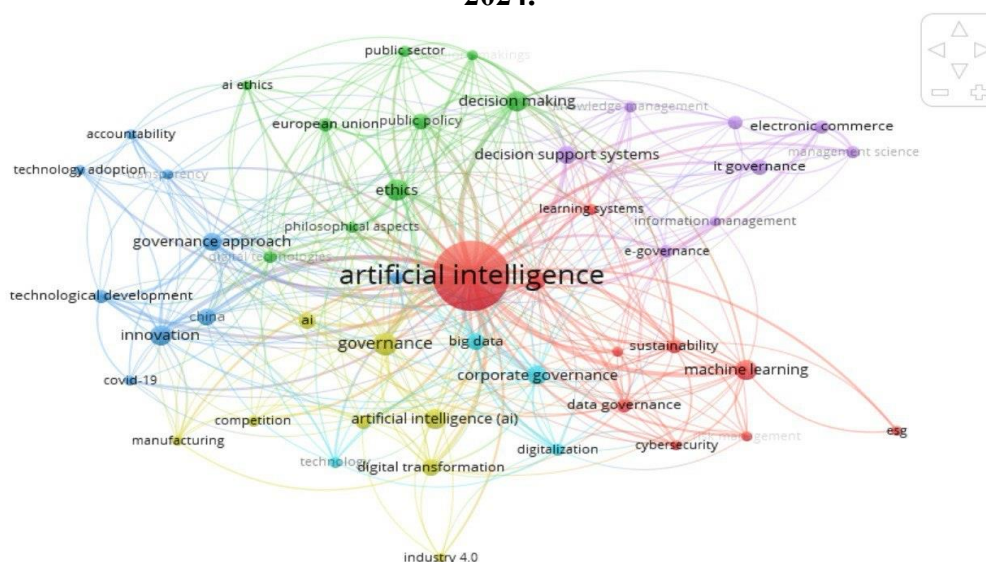 2024.
public sector
ai ethics
decision making
knowledge management
accountability
european union
public policy
electronic commerce
technology adoption
transparency
decision support systems
management science
it governance
ethics
learning systems
philosophical aspects
information management
governance approach
digital technologies
e-governance
artificial intelligence
technological development
china
ai
innovation
governance
big data
sustainability
covid-19
corporate governance
machine learning
data governance
competition
artificial intelligence (ai)
esg
manufacturing
cybersecurity
management
technology
digital transformation
digitalization
industry 4.0